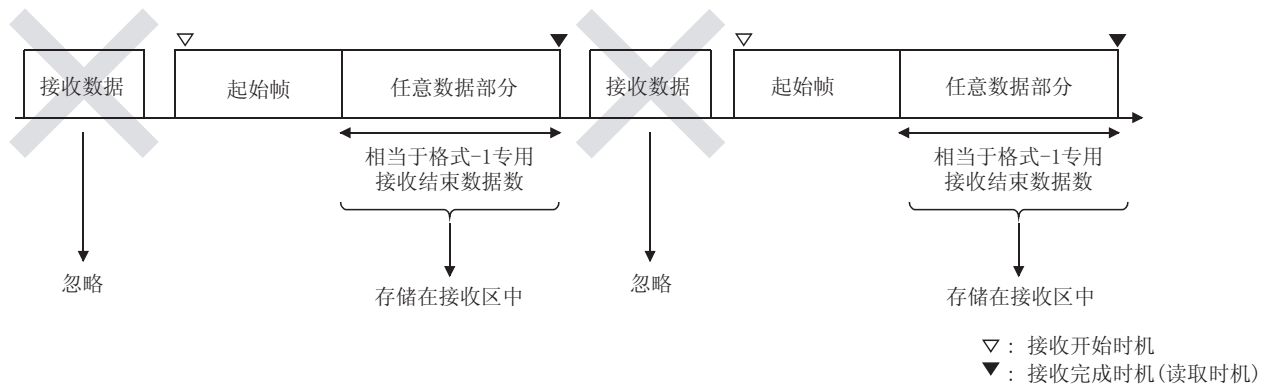 接收数据
起始帧
任意数据部分
接收数据
起始帧
任意数据部分
相当于格式-1专用
接收结束数据数
相当于格式-1专用
接收结束数据数
忽略
存储在接收区中
忽略
存储在接收区中
：接收开始时机
：接收完成时机(读取时机)